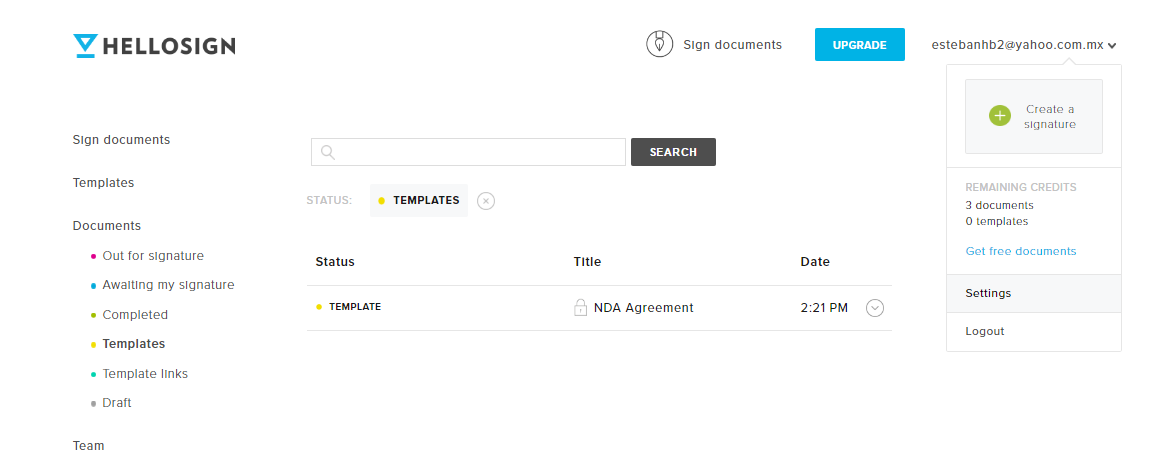 HELLOSIGN
Sign documents
UPGRADE
estebanhb2@yahoo.com.mx
Create a
signature
REMAINING CREDITS
3 documents
0 templates
Get free documents
Settings
Logout
Sign documents
Templates
Documents
Out for signature
Awaiting my signature
Completed
Templates
Template links
Draft
Team
SEARCH
STATUS: TEMPLATES
Status Title Date
TEMPLATE NDA Agreement 2:21 PM